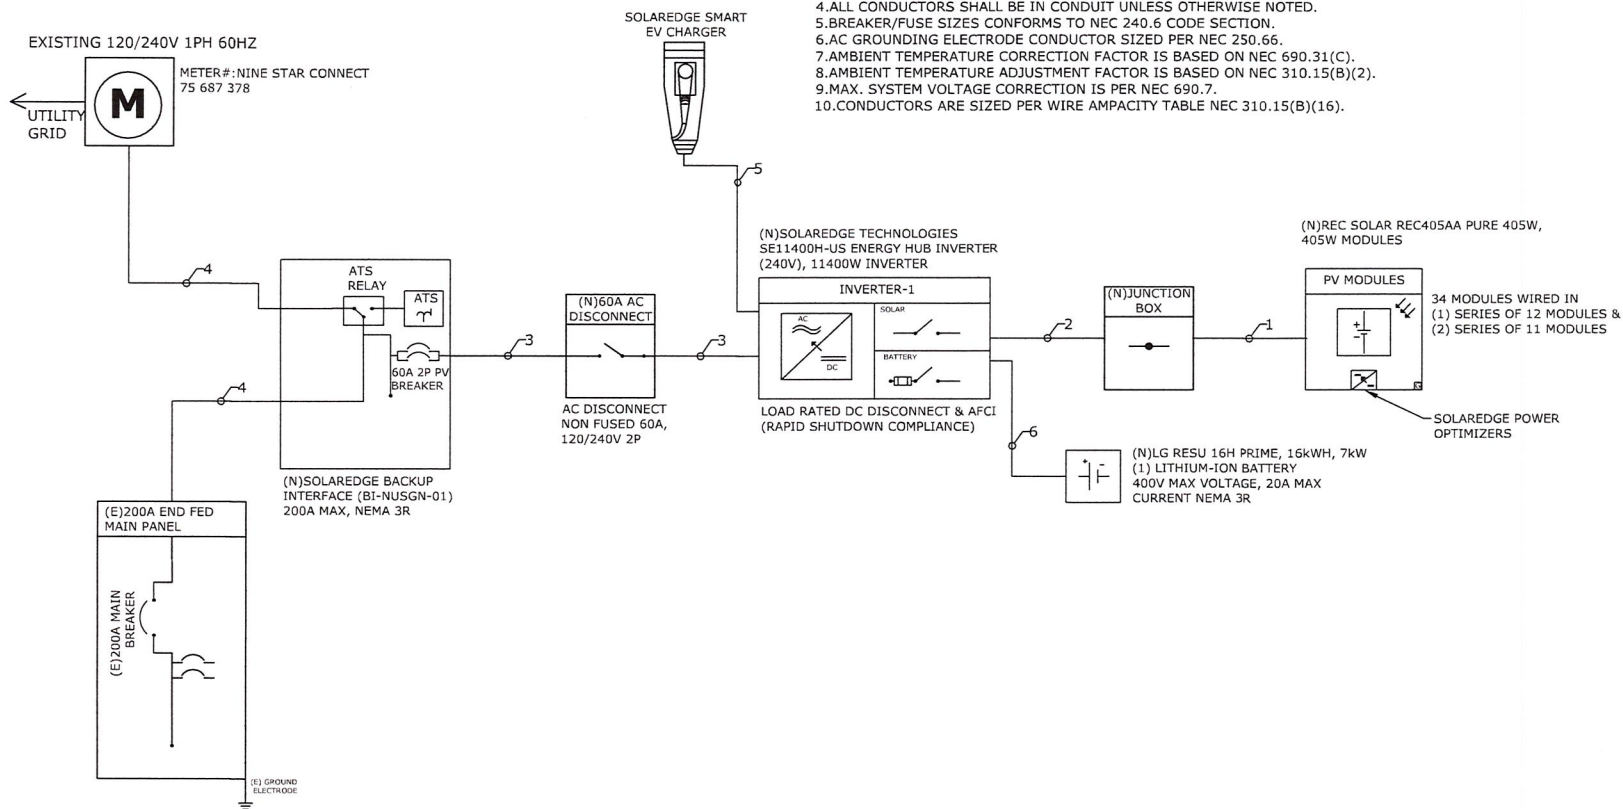 4.ALL CONDUCTORS SHALL BE IN CONDUIT UNLESS OTHERWISE NOTED.
5.BREAKER/FUSE SIZES CONFORMS TO NEC 240.6 CODE SECTION.
6.AC GROUNDING ELECTRODE CONDUCTOR SIZED PER NEC 250.66.
7.AMBIENT TEMPERATURE CORRECTION FACTOR IS BASED ON NEC 690.31(C).
8.AMBIENT TEMPERATURE ADJUSTMENT FACTOR IS BASED ON NEC 310.15(B)(2).
9.MAX. SYSTEM VOLTAGE CORRECTION IS PER NEC 690.7.
10.CONDUCTORS ARE SIZED PER WIRE AMPACITY TABLE NEC 310.15(B)(16).
SOLAREDGE SMART
EV CHARGER
EXISTING 120/240V 1PH 60HZ
M
METER#:NINE STAR CONNECT
75 687 378
UTILITY
GRID
5
4
4
ATS
RELAY
ATS
60A 2P PV
BREAKER
(N)SOLAREDGE BACKUP
INTERFACE (BI-NUSGN-01)
200A MAX, NEMA 3R
3
(N)60A AC
DISCONNECT
AC DISCONNECT
NON FUSED 60A,
120/240V 2P
3
(N)SOLAREDGE TECHNOLOGIES
SE11400H-US ENERGY HUB INVERTER
(240V), 11400W INVERTER
INVERTER-1
AC
DC
SOLAR
BATTERY
LOAD RATED DC DISCONNECT & AFCI
(RAPID SHUTDOWN COMPLIANCE)
2
(N)JUNCTION
BOX
1
(N)REC SOLAR REC405AA PURE 405W,
405W MODULES
PV MODULES
34 MODULES WIRED IN
(1) SERIES OF 12 MODULES &
(2) SERIES OF 11 MODULES
SOLAREDGE POWER
OPTIMIZERS
6
(N)LG RESU 16H PRIME, 16kWH, 7kW
(1) LITHIUM-ION BATTERY
400V MAX VOLTAGE, 20A MAX
CURRENT NEMA 3R
(E)200A END FED
MAIN PANEL
(E)200A MAIN
BREAKER
(E) GROUND
ELECTRODE